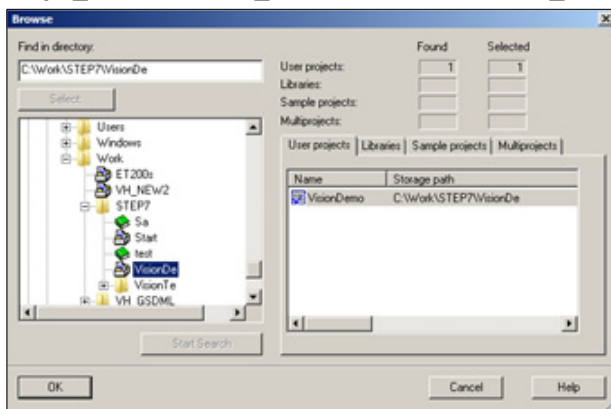 Browse
Find in directory:
C:\Work\STEP7\VisionDe
Select...
Found Selected
User projects: 1 1
Libraries:
Sample projects:
Multiprojects:
Users
Windows
Work
ET200s
VH_NEW2
STEP7
Sa
Start
test
VisionDe
VisionTe
VH_GSDML
User projects Libraries Sample projects Multiprojects
Name Storage path
VisionDemo C:\Work\STEP7\VisionDe
Start Search
OK Cancel Help